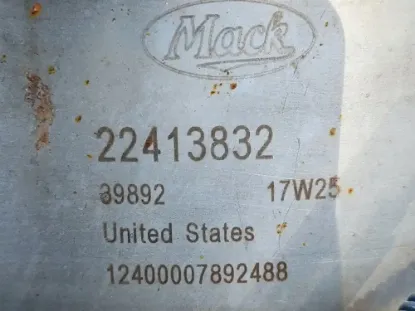 Mack
22413832
39892 17W25
United States
12400007892488